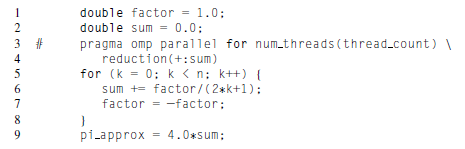 1 double factor = 1.0;
2 double sum = 0.0;
3 # pragma omp parallel for num_threads(thread_count) \
4 reduction(+:sum)
5 for (k = 0; k < n; k++) {
6 sum += factor/(2*k+1);
7 factor = −factor;
8 }
9 pi_approx = 4.0*sum;